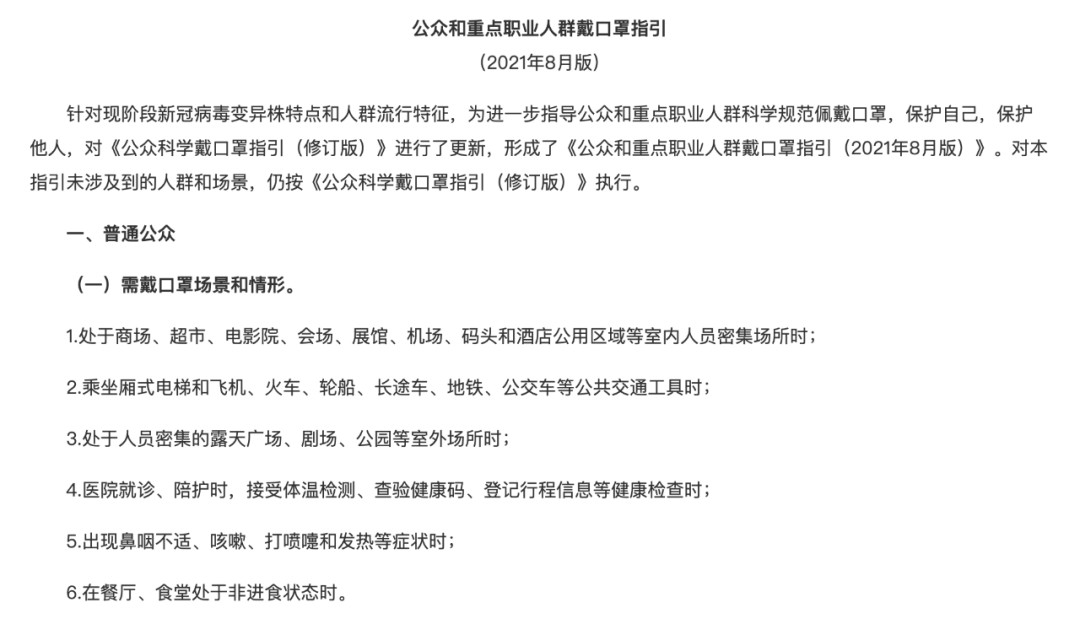 公众和重点职业人群戴口罩指引
（2021年8月版）
针对现阶段新冠病毒变异株特点和人群流行特征，为进一步指导公众和重点职业人群科学规范佩戴口罩，保护自己，保护
他人，对《公众科学戴口罩指引（修订版）》进行了更新，形成了《公众和重点职业人群戴口罩指引（2021年8月版）》。对本
指引未涉及到的人群和场景，仍按《公众科学戴口罩指引（修订版）》执行。
一、普通公众
（一）需戴口罩场景和情形。
1.处于商场、超市、电影院、会场、展馆、机场、码头和酒店公用区域等室内人员密集场所时；
2.乘坐厢式电梯和飞机、火车、轮船、长途车、地铁、公交车等公共交通工具时；
3.处于人员密集的露天广场、剧场、公园等室外场所时；
4.医院就诊、陪护时，接受体温检测、查验健康码、登记行程信息等健康检查时；
5.出现鼻咽不适、咳嗽、打喷嚏和发热等症状时；
6.在餐厅、食堂处于非进食状态时。